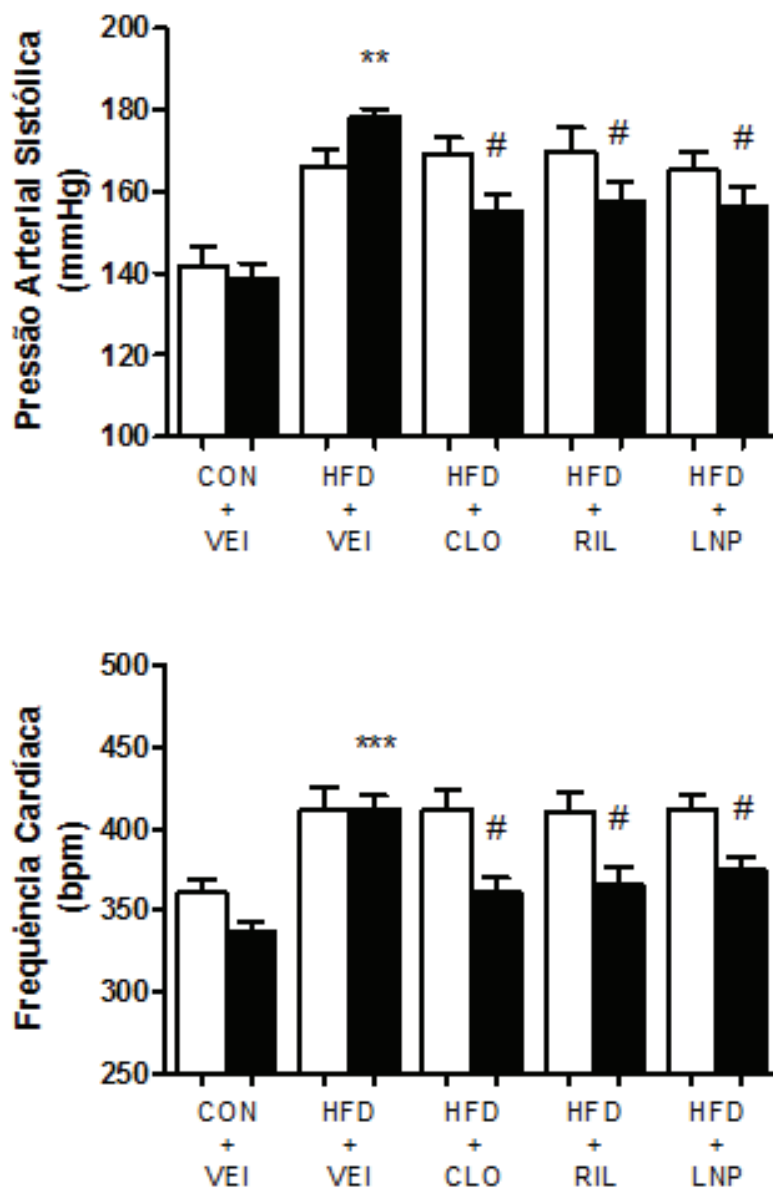 Pressão Arterial Sistólica
(mmHg)
200
180
160
140
120
100
**
#
#
#
CON HFD HFD HFD HFD
+ + + + +
VEI VEI CLO RIL LNP
Frequência Cardíaca
(bpm)
500
450
400
350
300
250
***
#
#
#
CON HFD HFD HFD HFD
+ + + + +
VEI VEI CLO RIL LNP